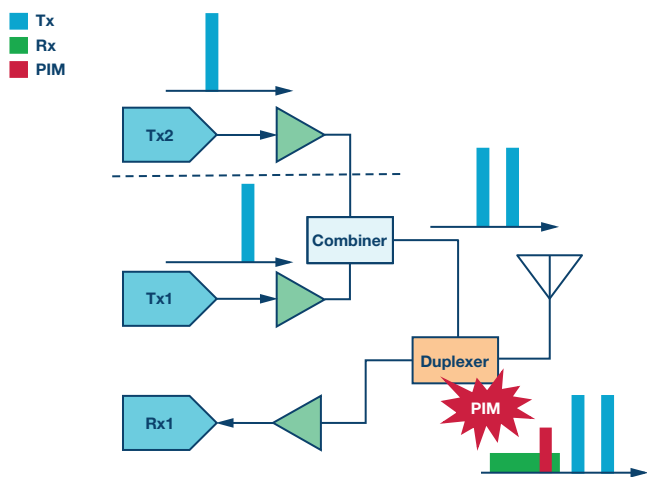 Tx
Rx
PIM
Tx2
Combiner
Tx1
Duplexer
PIM
Rx1